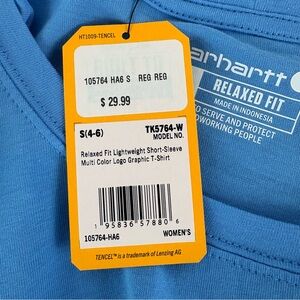 HT1009-TENCEL
105764 HA6 S REG REG
$ 29.99
S(4-6) TK5764-W
MODEL NO.
Relaxed Fit Lightweight Short-Sleeve
Multi Color Logo Graphic T-Shirt
1 95836 57880 6
105764-HA6 WOMEN'S
TENCEL™ is a trademark of Lenzing AG
arhartt
RELAXED FIT
MADE IN INDONESIA
TO SERVE AND PROTECT
WORKING PEOPLE